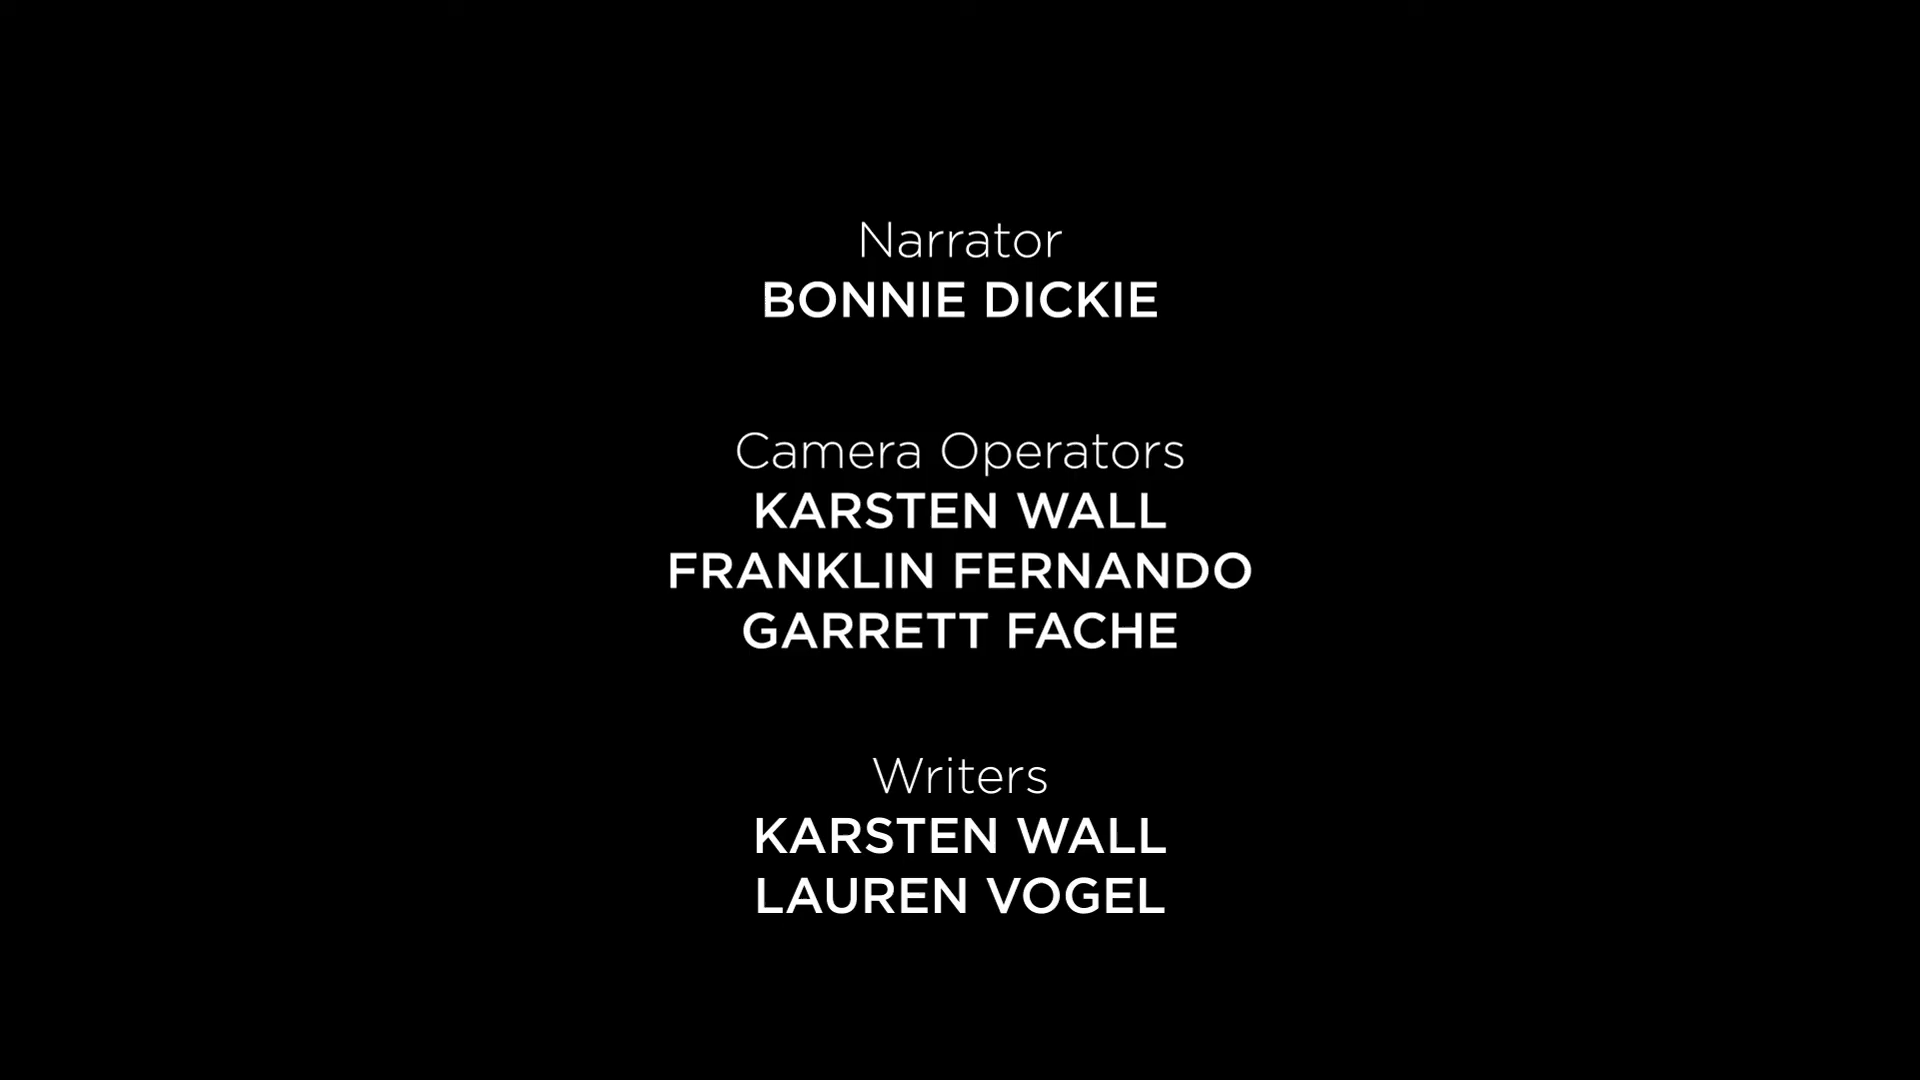 Narrator
BONNIE DICKIE
Camera Operators
KARSTEN WALL
FRANKLIN FERNANDO
GARRETT FACHE
Writers
KARSTEN WALL
LAUREN VOGEL